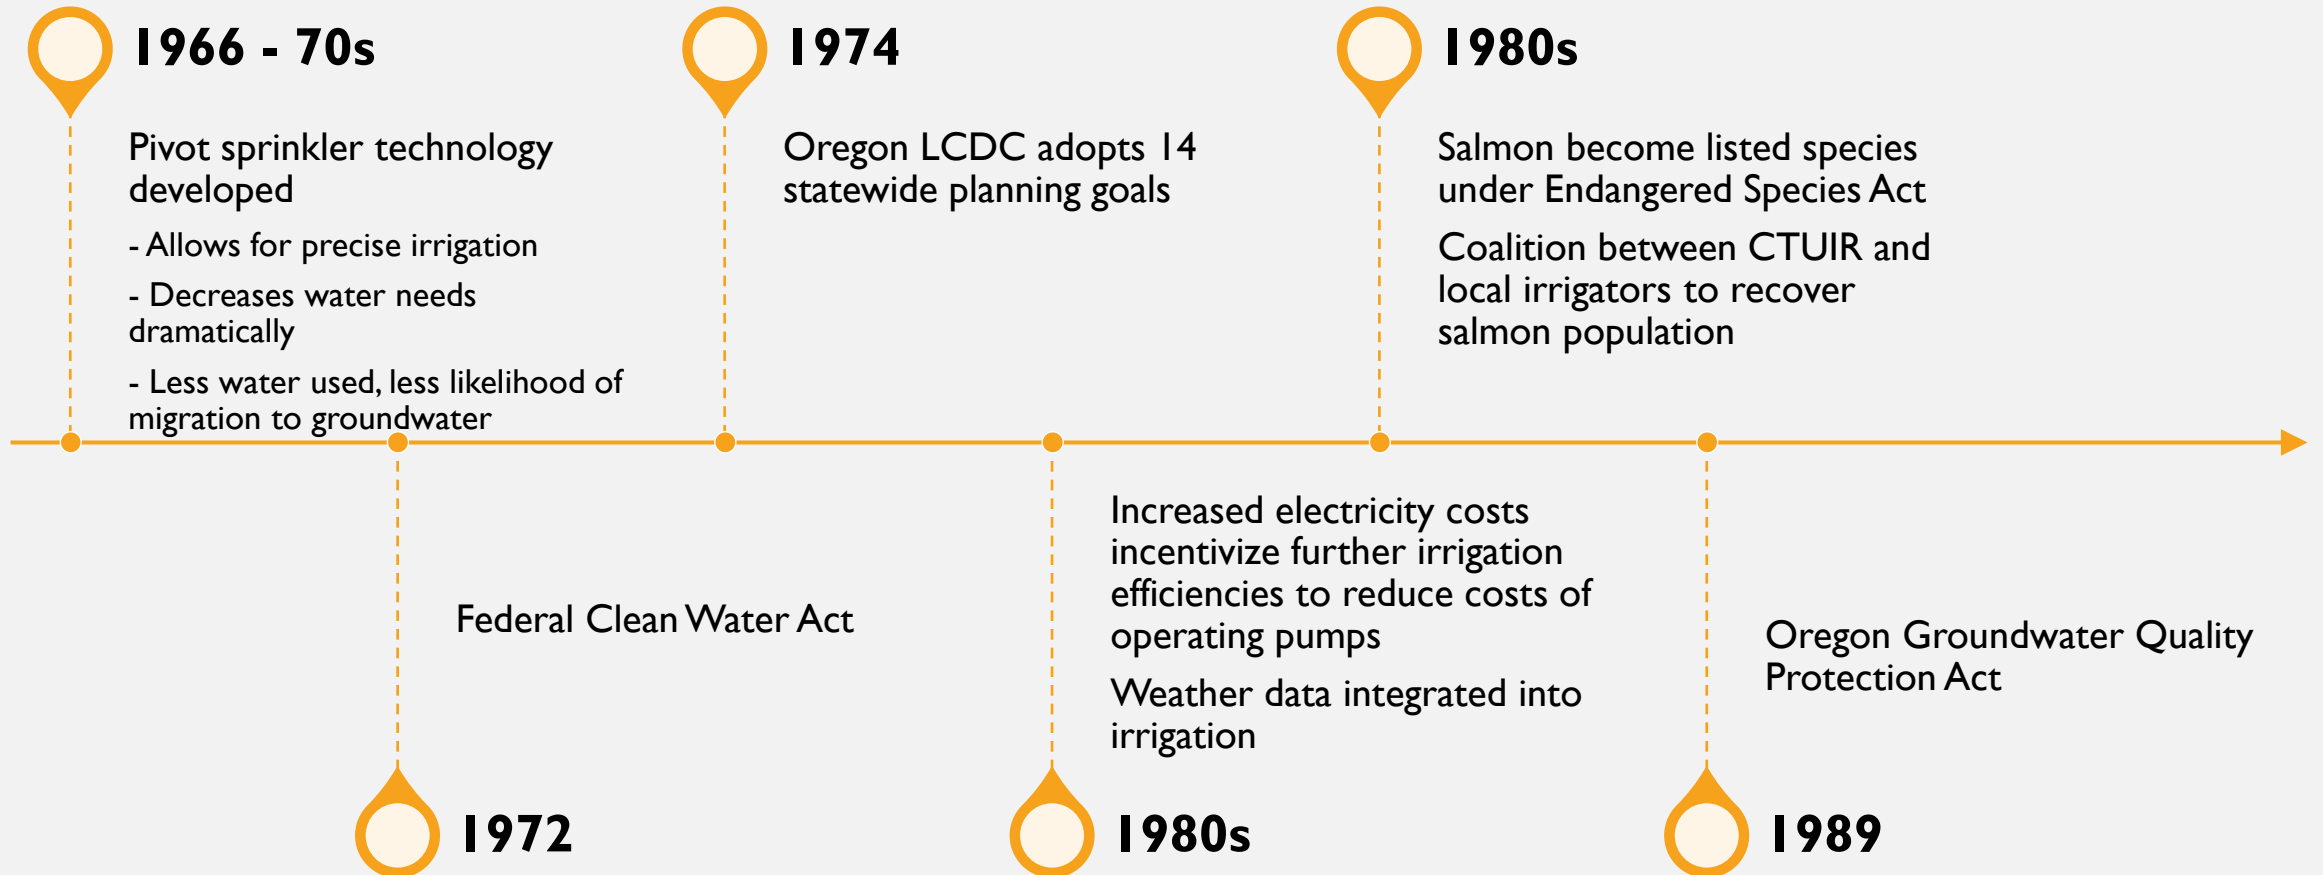 1966 - 70s
Pivot sprinkler technology
developed
- Allows for precise irrigation
- Decreases water needs
dramatically
- Less water used, less likelihood of
migration to groundwater
1972
Federal Clean Water Act
1974
Oregon LCDC adopts 14
statewide planning goals
1980s
Increased electricity costs
incentivize further irrigation
efficiencies to reduce costs of
operating pumps
Weather data integrated into
irrigation
1980s
Salmon become listed species
under Endangered Species Act
Coalition between CTUIR and
local irrigators to recover
salmon population
1989
Oregon Groundwater Quality
Protection Act